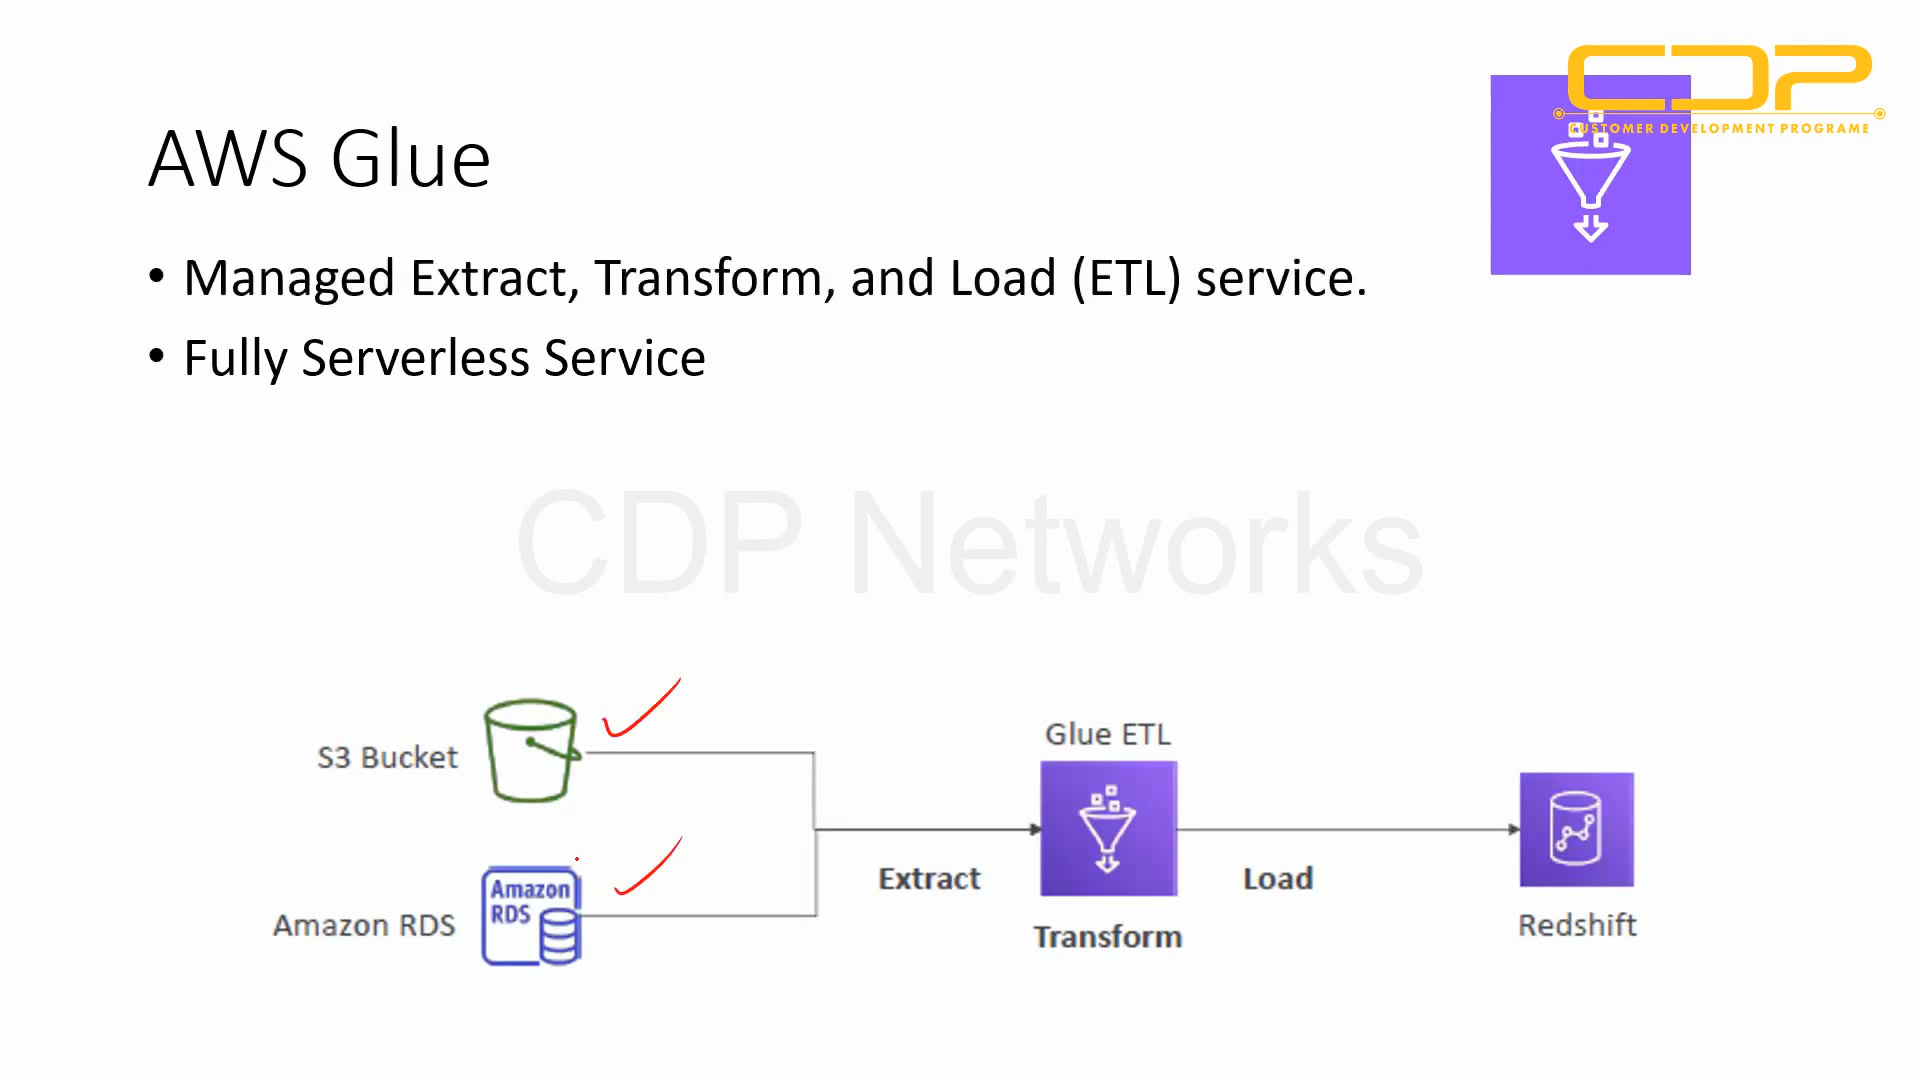 CDP
CUSTOMER DEVELOPMENT PROGRAME
AWS Glue
• Managed Extract, Transform, and Load (ETL) service.
• Fully Serverless Service
CDP Networks
S3 Bucket
Glue ETL
Amazon
RDS
Amazon RDS
Extract
Transform
Load
Redshift